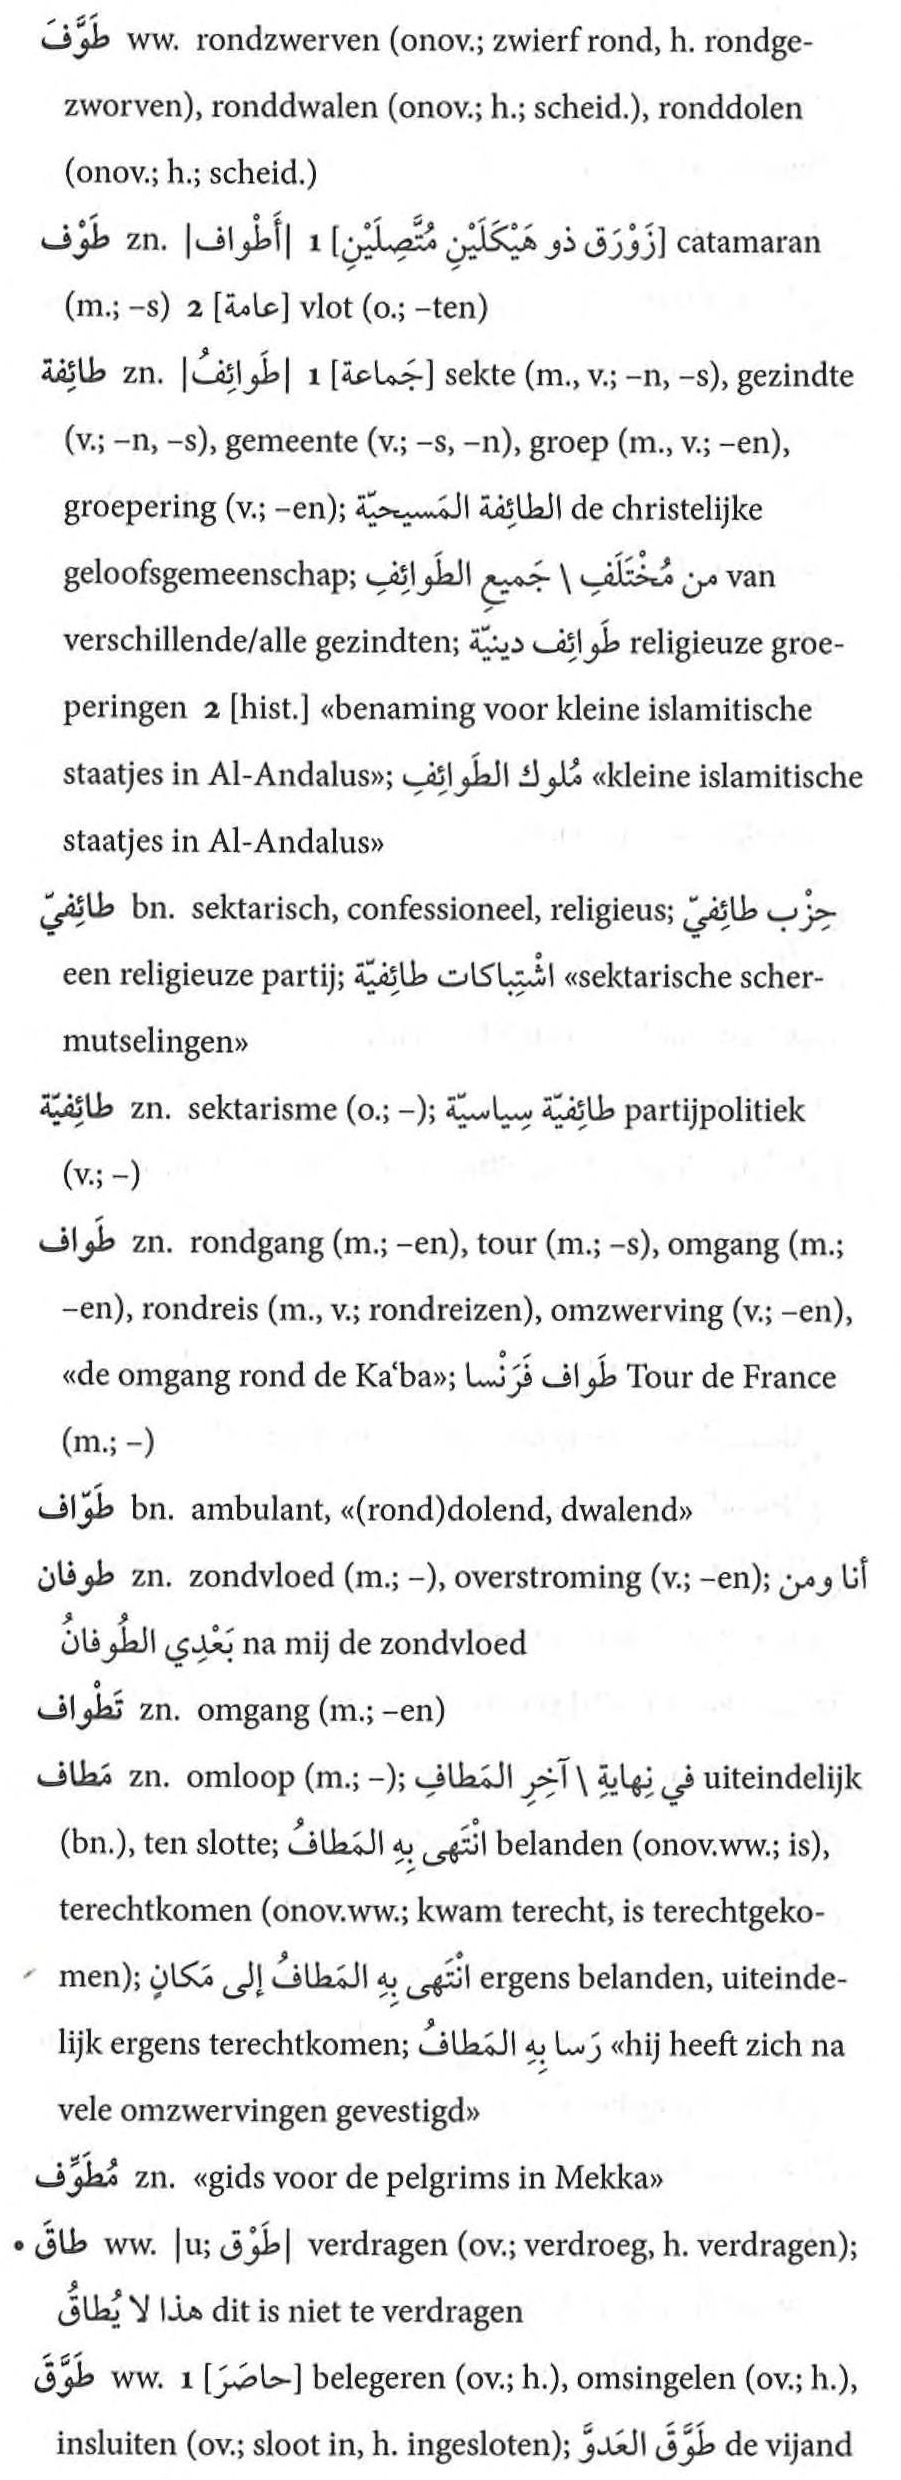 طَوَّفَ ww. rondzwerven (onov.; zwierf rond, h. rondge-
zworven), ronddwalen (onov.; h.; scheid.), ronddolen
(onov.; h.; scheid.)
طَوْف zn. |أَطْواف| 1 [زَوْرَق ذو هَيْكَلَيْنِ مُتَّصِلَيْنِ] catamaran
(m.; –s) 2 [عامة] vlot (o.; –ten)
طائِفة zn. |طَوائِفُ| 1 [جَماعة] sekte (m., v.; –n, –s), gezindte
(v.; –n, –s), gemeente (v.; –s, –n), groep (m., v.; –en),
groepering (v.; –en); الطائِفة المَسيحيّة de christelijke
geloofsgemeenschap; من مُخْتَلَفِ \ جَميعِ الطَوائِفِ van
verschillende/alle gezindten; طَوائِف دينيّة religieuze groe-
peringen 2 [hist.] «benaming voor kleine islamitische
staatjes in Al-Andalus»; مُلوك الطَوائِفِ «kleine islamitische
staatjes in Al-Andalus»
طائِفيّ bn. sektarisch, confessioneel, religieus; حِزْب طائِفيّ
een religieuze partij; اشْتِباكات طائِفيّة «sektarische scher-
mutselingen»
طائِفيّة zn. sektarisme (o.; –); طائِفيّة سِياسيّة partijpolitiek
(v.; –)
طَواف zn. rondgang (m.; –en), tour (m.; –s), omgang (m.;
–en), rondreis (m., v.; rondreizen), omzwerving (v.; –en),
«de omgang rond de Ka‘ba»; طَواف فَرَنْسا Tour de France
(m.; –)
طَوّاف bn. ambulant, «(rond)dolend, dwalend»
طوفان zn. zondvloed (m.; –), overstroming (v.; –en); أنا ومن
بَعْدِي الطُوفانُ na mij de zondvloed
تَطْواف zn. omgang (m.; –en)
مَطاف zn. omloop (m.; –); في نِهايةِ \ آخِرِ المَطافِ uiteindelijk
(bn.), ten slotte; انْتَهى بِهِ المَطافُ belanden (onov.ww.; is),
terechtkomen (onov.ww.; kwam terecht, is terechtgeko-
men); انْتَهى بِهِ المَطافُ إلى مَكانٍ ergens belanden, uiteinde-
lijk ergens terechtkomen; رَسا بِهِ المَطافُ «hij heeft zich na
vele omzwervingen gevestigd»
مُطَوِّف zn. «gids voor de pelgrims in Mekka»
• طاقَ ww. |u; طَوْق| verdragen (ov.; verdroeg, h. verdragen);
هذا لا يُطاقُ dit is niet te verdragen
طَوَّقَ ww. 1 [حاصَرَ] belegeren (ov.; h.), omsingelen (ov.; h.),
insluiten (ov.; sloot in, h. ingesloten); طَوَّقَ العَدوَّ de vijand